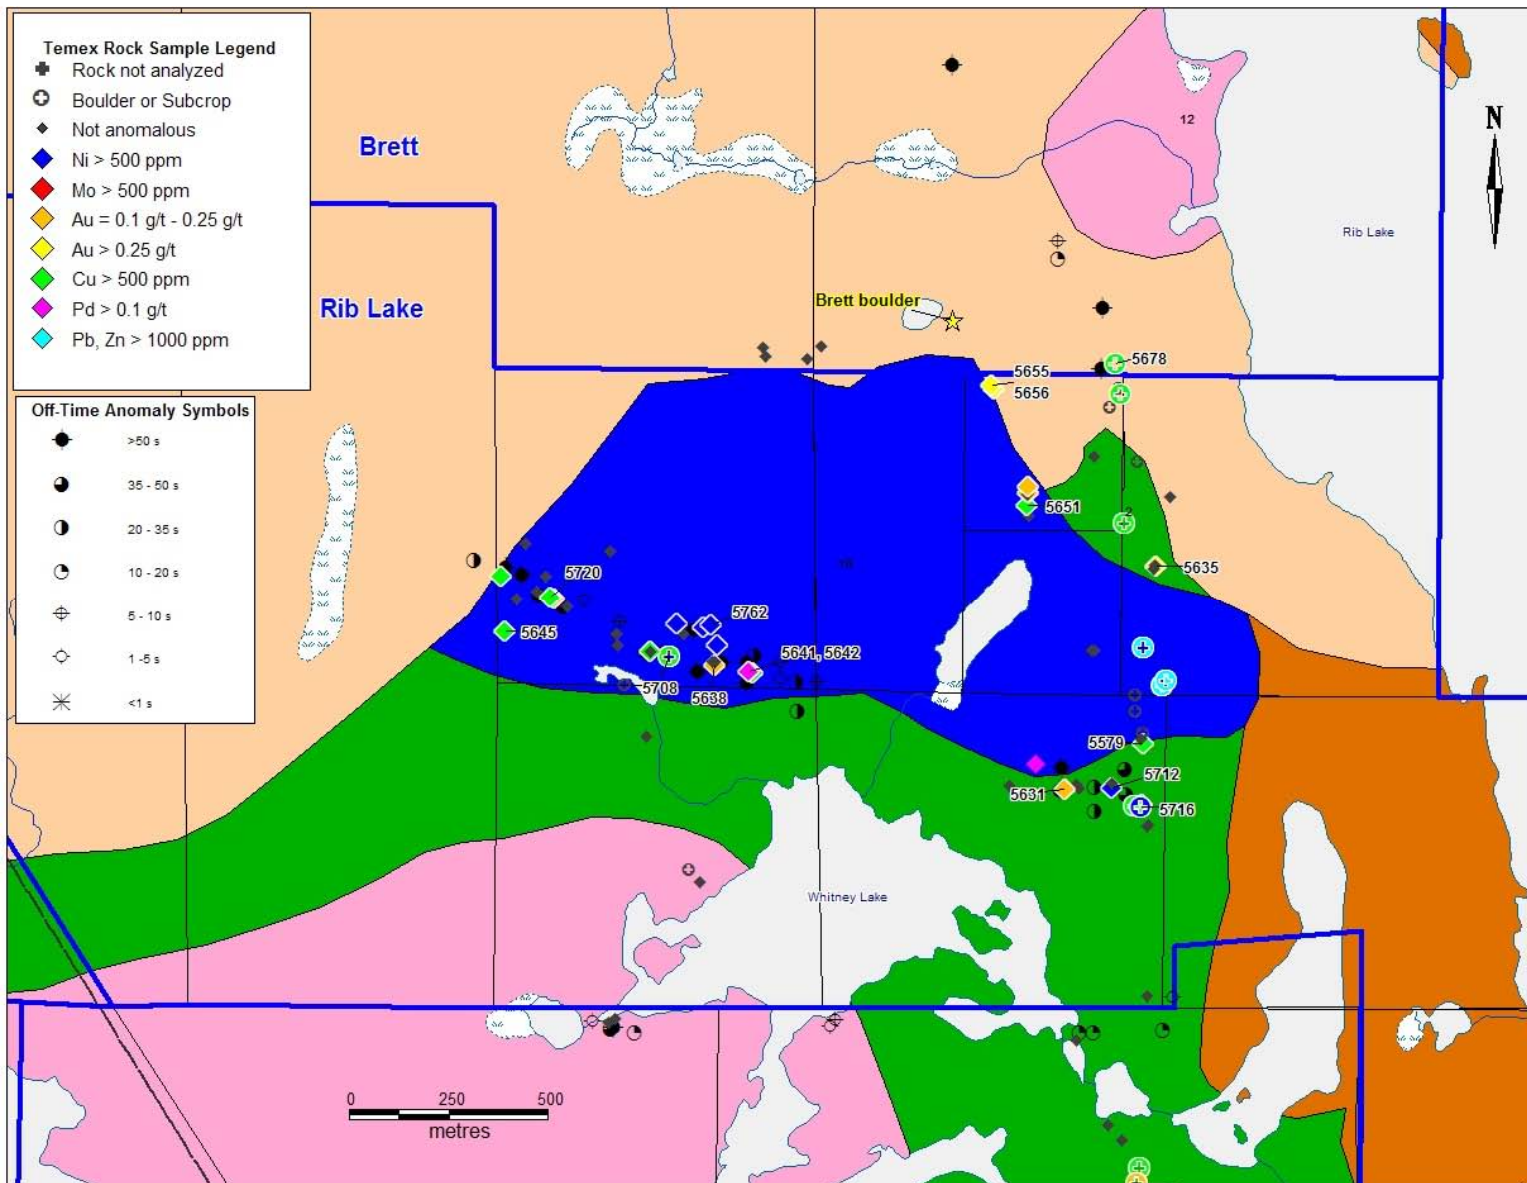 Temex Rock Sample Legend
Rock not analyzed
Boulder or Subcrop
Not anomalous
Ni > 500 ppm
Mo > 500 ppm
Au = 0.1 g/t - 0.25 g/t
Au > 0.25 g/t
Cu > 500 ppm
Pd > 0.1 g/t
Pb, Zn > 1000 ppm
Off-Time Anomaly Symbols
>50 s
35 - 50 s
20 - 35 s
10 - 20 s
5 - 10 s
1 -5 s
<1 s
N
12
Brett
Rib Lake
Rib Lake
Brett boulder
5678
5655
5656
5651
2
5635
5720
5762
5645
5641, 5642
5708
5638
5579
5712
5631
5716
Whitney Lake
0 250 500
metres